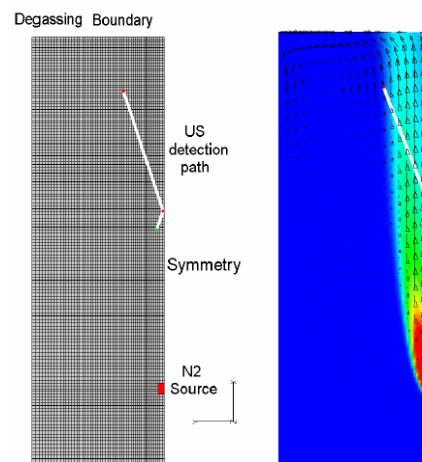 Degassing Boundary
US
detection
path
Symmetry
N2
Source